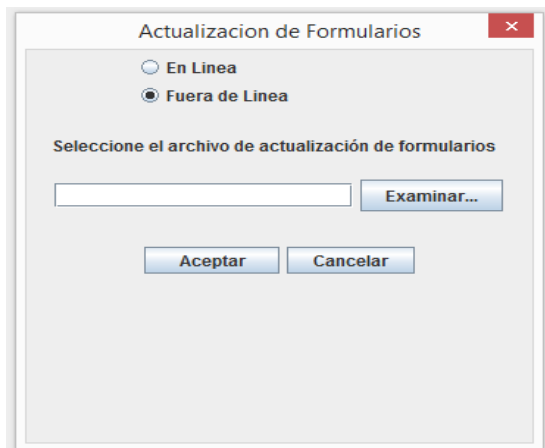 Actualizacion de Formularios
En Linea
Fuera de Linea
Seleccione el archivo de actualización de formularios
Examinar...
Aceptar Cancelar